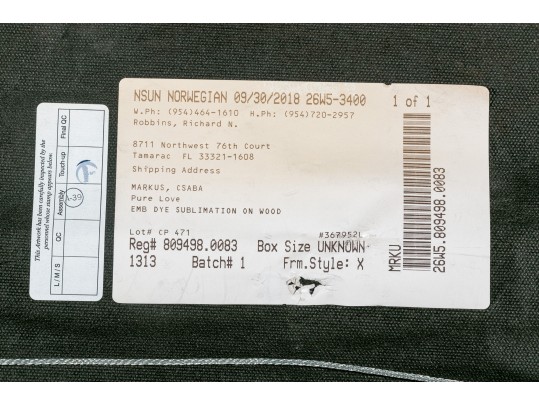 NSUN NORWEGIAN 09/30/2018 26W5-3400 1 of 1
W.Ph: (954)464-1610 H.Ph: (954)720-2957
Robbins, Richard N.
8711 Northwest 76th Court
Tamarac FL 33321-1608
Shipping Address
MARKUS, CSABA
Pure Love
EMB DYE SUBLIMATION ON WOOD
Lot# CP 471 #367952L
Reg# 809498.0083 Box Size UNKNOWN
1313 Batch# 1 Frm.Style: X
MRKU
26W5.809498.0083
This Artwork has been carefully inspected by the
personnel whose stamp appears below.
L/M/S QC Assembly Touch-up Final QC
639